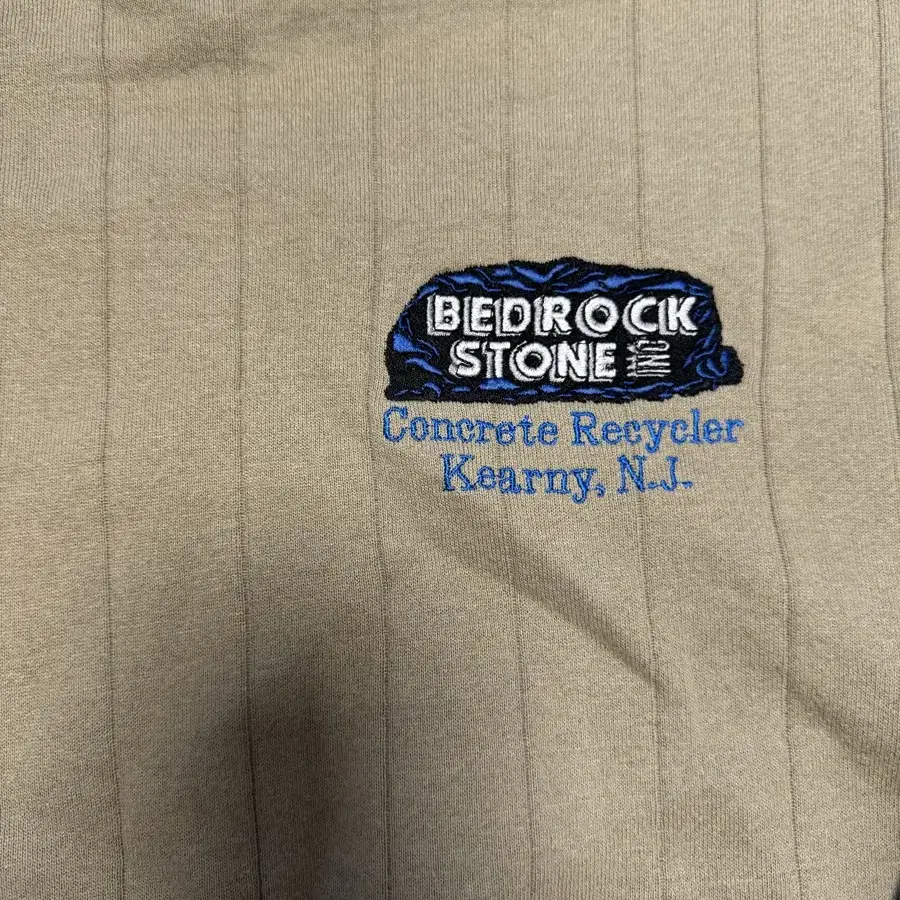 BEDROCK
STONE INC
Concrete Recycler
Kearny, N.J.